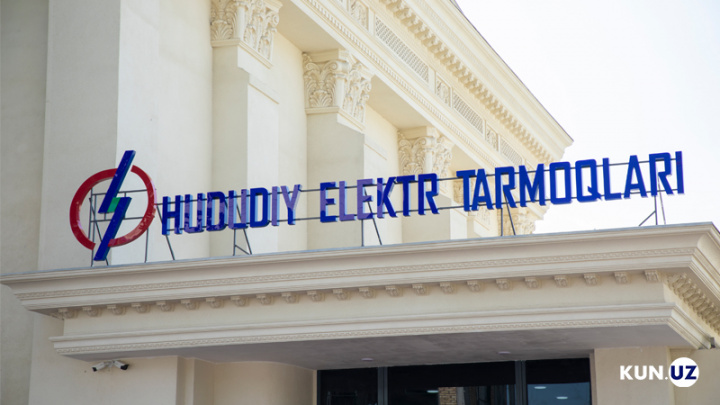 HUDUDIY ELEKTR TARMOQLARI
KUN.UZ